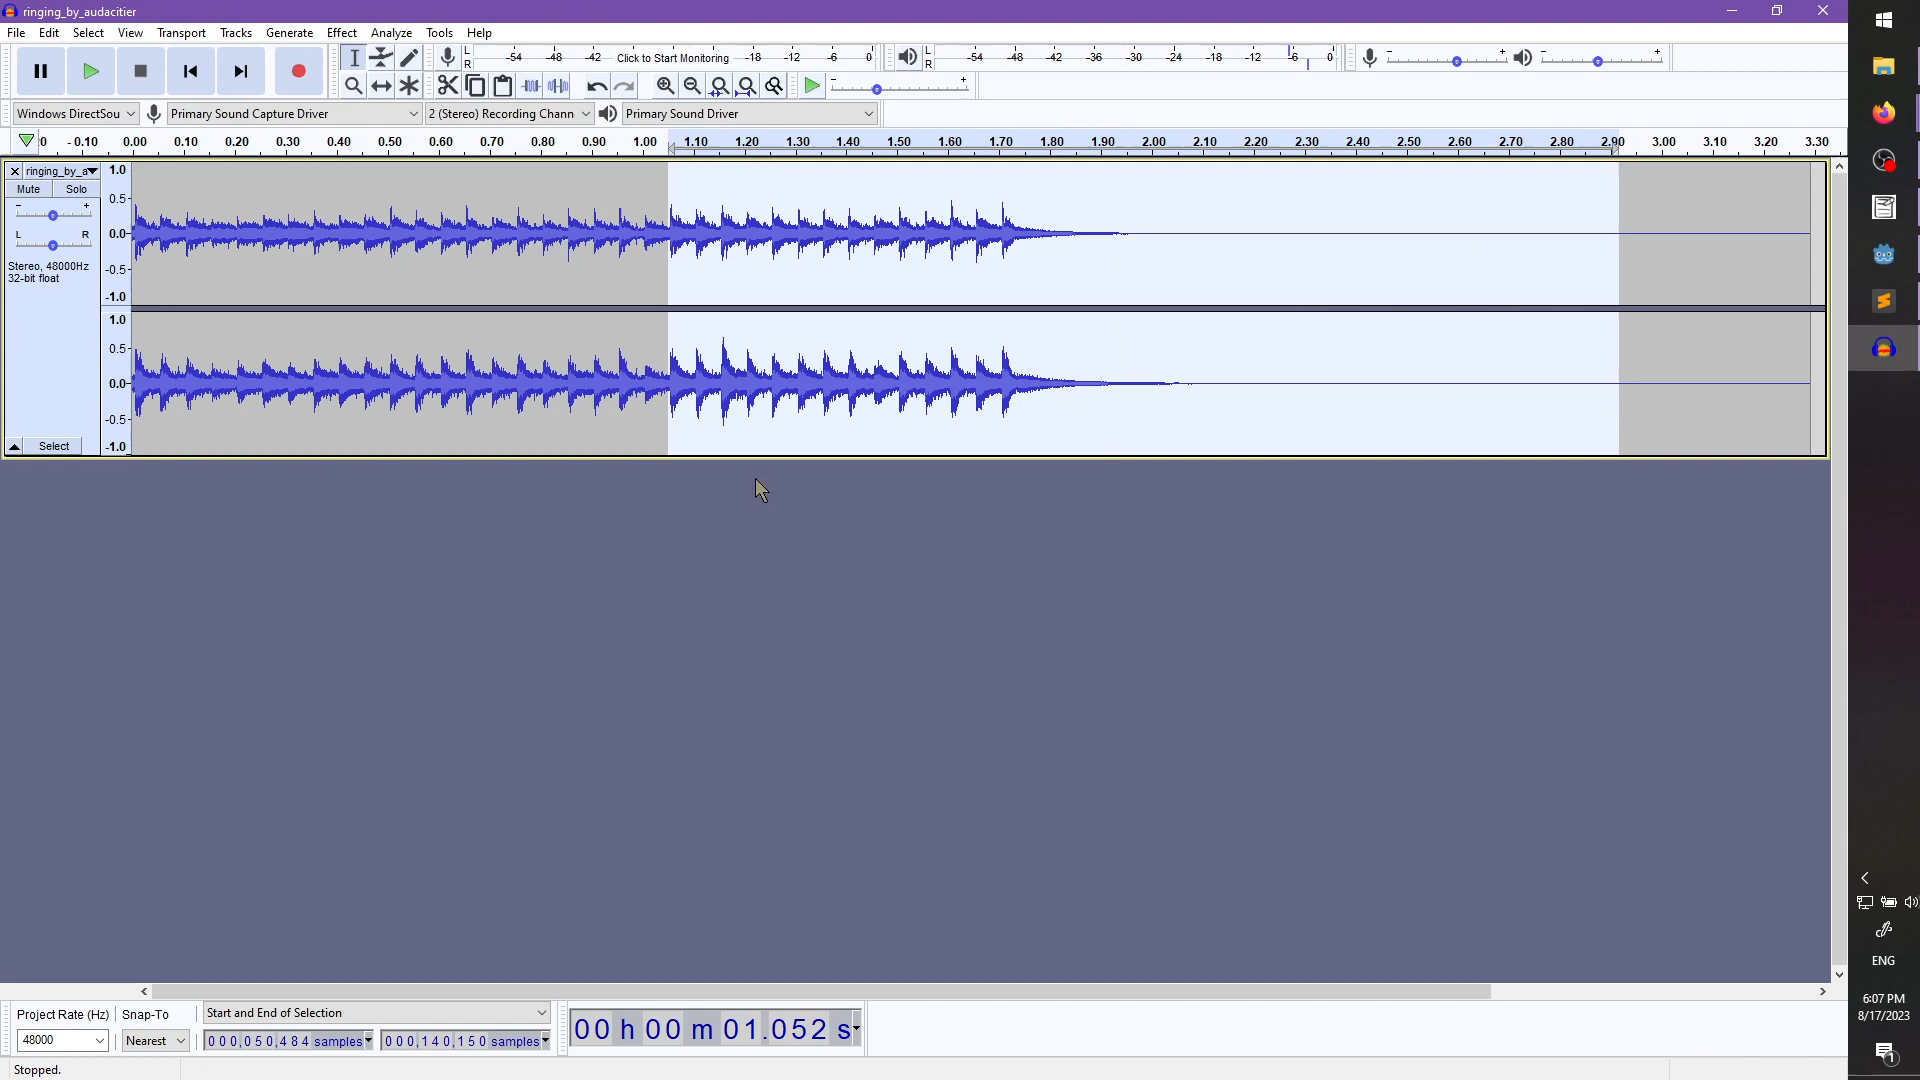 ringing_by_audacitier
File Edit Select View Transport Tracks Generate Effect Analyze Tools Help
L R -54 -48 -42 Click to Start Monitoring -18 -12 -6 0 L R -54 -48 -42 -36 -30 -24 -18 -12 -6 0 - + - +
- +
Windows DirectSou Primary Sound Capture Driver 2 (Stereo) Recording Chann Primary Sound Driver
0 -0.10 0.00 0.10 0.20 0.30 0.40 0.50 0.60 0.70 0.80 0.90 1.00 1.10 1.20 1.30 1.40 1.50 1.60 1.70 1.80 1.90 2.00 2.10 2.20 2.30 2.40 2.50 2.60 2.70 2.80 2.90 3.00 3.10 3.20 3.30
ringing_by_a
Mute Solo
- +
L R
Stereo, 48000Hz
32-bit float
Select
1.0
0.5
0.0
-0.5
-1.0
1.0
0.5
0.0
-0.5
-1.0
Project Rate (Hz) Snap-To Start and End of Selection
48000 Nearest 000,050,484 samples 000,140,150 samples
00 h 00 m 01.052 s
Stopped.
ENG
6:07 PM
8/17/2023
1